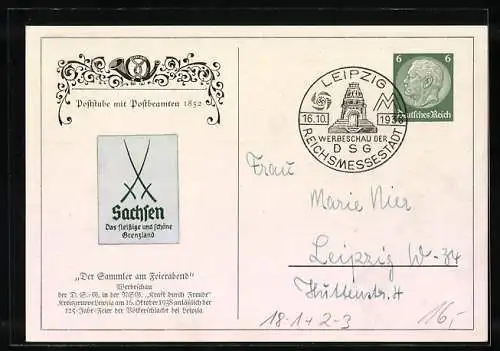 Poststube mit Postbeamten 1852
Sachsen
Das fleißige und schöne
Grenzland
„Der Sammler am Feierabend"
Werbeschau
der D. S.-G. in der NSG. „Kraft durch Freude"
Leipzig am 16. Oktober 1938 anläßlich der
125-Jahr-Feier der Völkerschlacht bei Leipzig
LEIPZIG
16.10. 1938
WERBESCHAU DER
DSG
REICHSMESSESTADT
6 6
Deutsches Reich
Frau
Marie Nier
Leipzig W-34
Huttenstr. 4
18-1+2-3
16,-